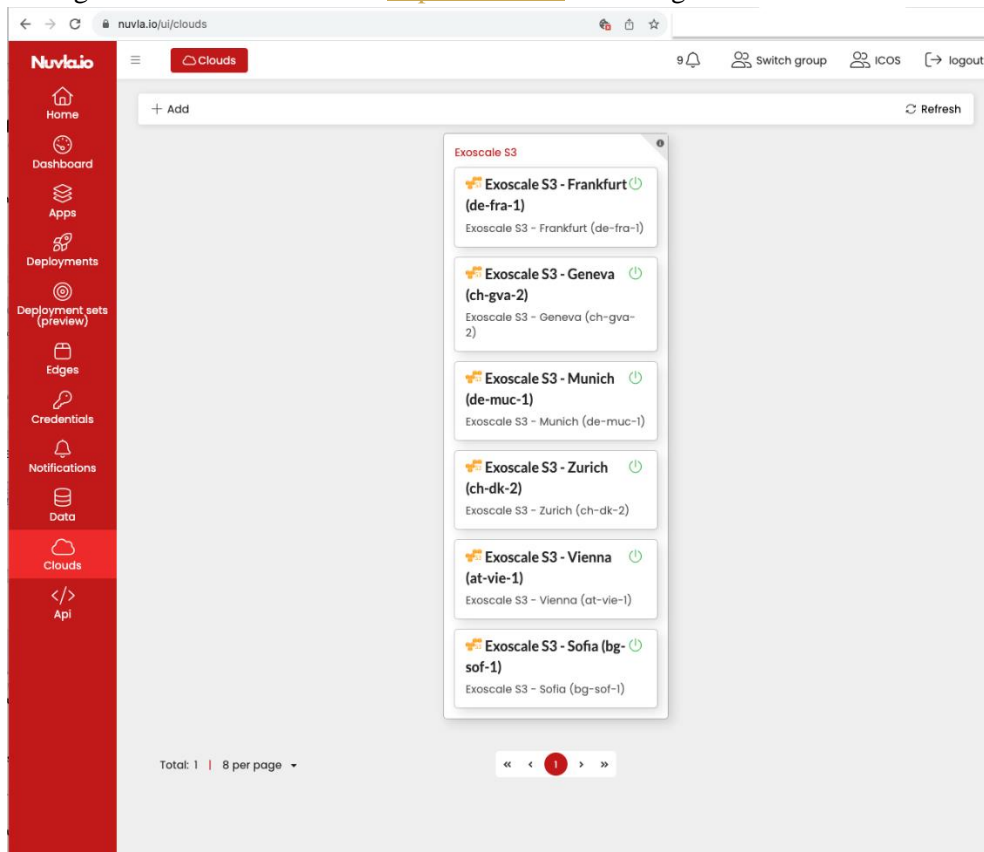 nuvla.io/ui/clouds
Nuvla.io
Clouds
9
Switch group
ICOS
logout
Home
Dashboard
Apps
Deployments
Deployment sets
(preview)
Edges
Credentials
Notifications
Data
Clouds
</>
Api
+ Add
Refresh
Exoscale S3
Exoscale S3 - Frankfurt
(de-fra-1)
Exoscale S3 - Frankfurt (de-fra-1)
Exoscale S3 - Geneva
(ch-gva-2)
Exoscale S3 - Geneva (ch-gva-
2)
Exoscale S3 - Munich
(de-muc-1)
Exoscale S3 - Munich (de-muc-1)
Exoscale S3 - Zurich
(ch-dk-2)
Exoscale S3 - Zurich (ch-dk-2)
Exoscale S3 - Vienna
(at-vie-1)
Exoscale S3 - Vienna (at-vie-1)
Exoscale S3 - Sofia (bg-
sof-1)
Exoscale S3 - Sofia (bg-sof-1)
Total: 1 | 8 per page
« ‹ 1 › »